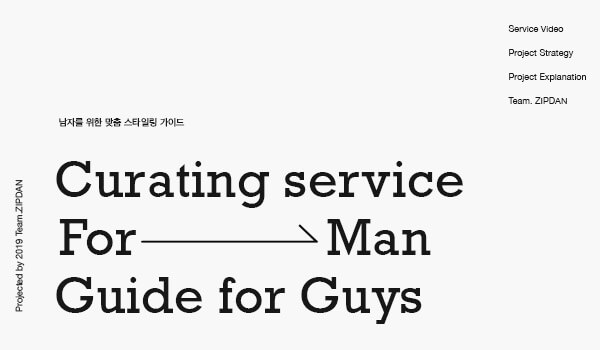 Service Video
Project Strategy
Project Explanation
Team. ZIPDAN
남자를 위한 맞춤 스타일링 가이드
Curating service
For Man
Guide for Guys
Projected by 2019 Team.ZIPDAN